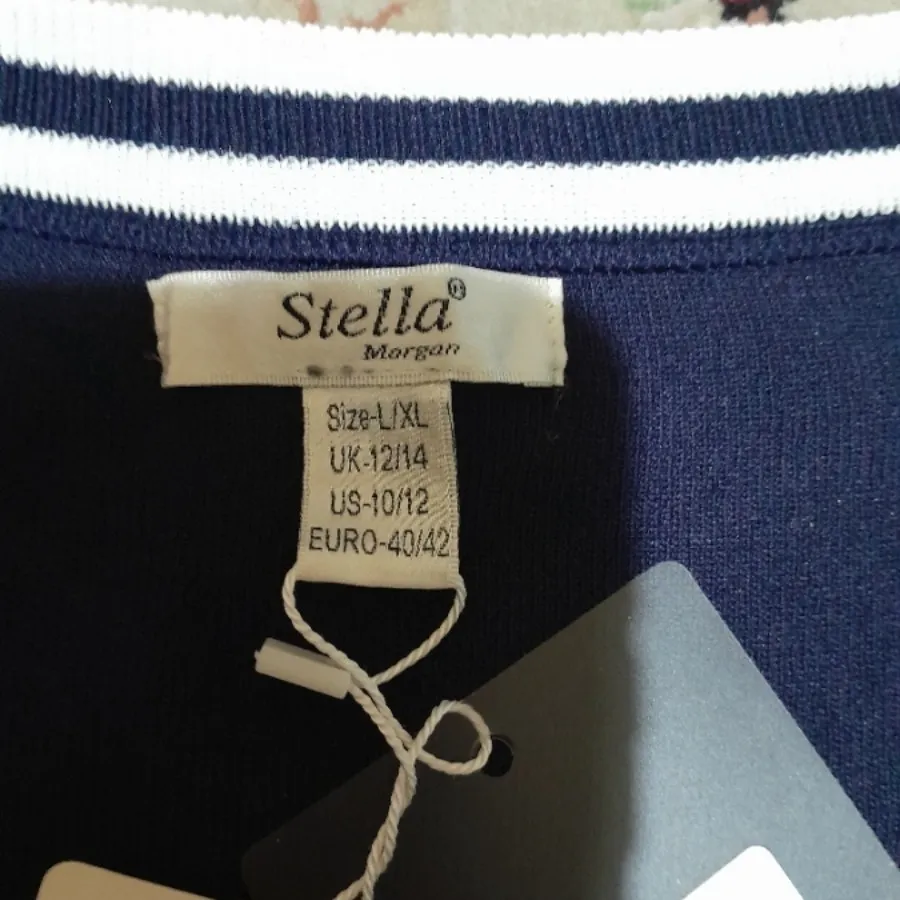 Stella®
Morgan
Size-L/XL
UK-12/14
US-10/12
EURO-40/42